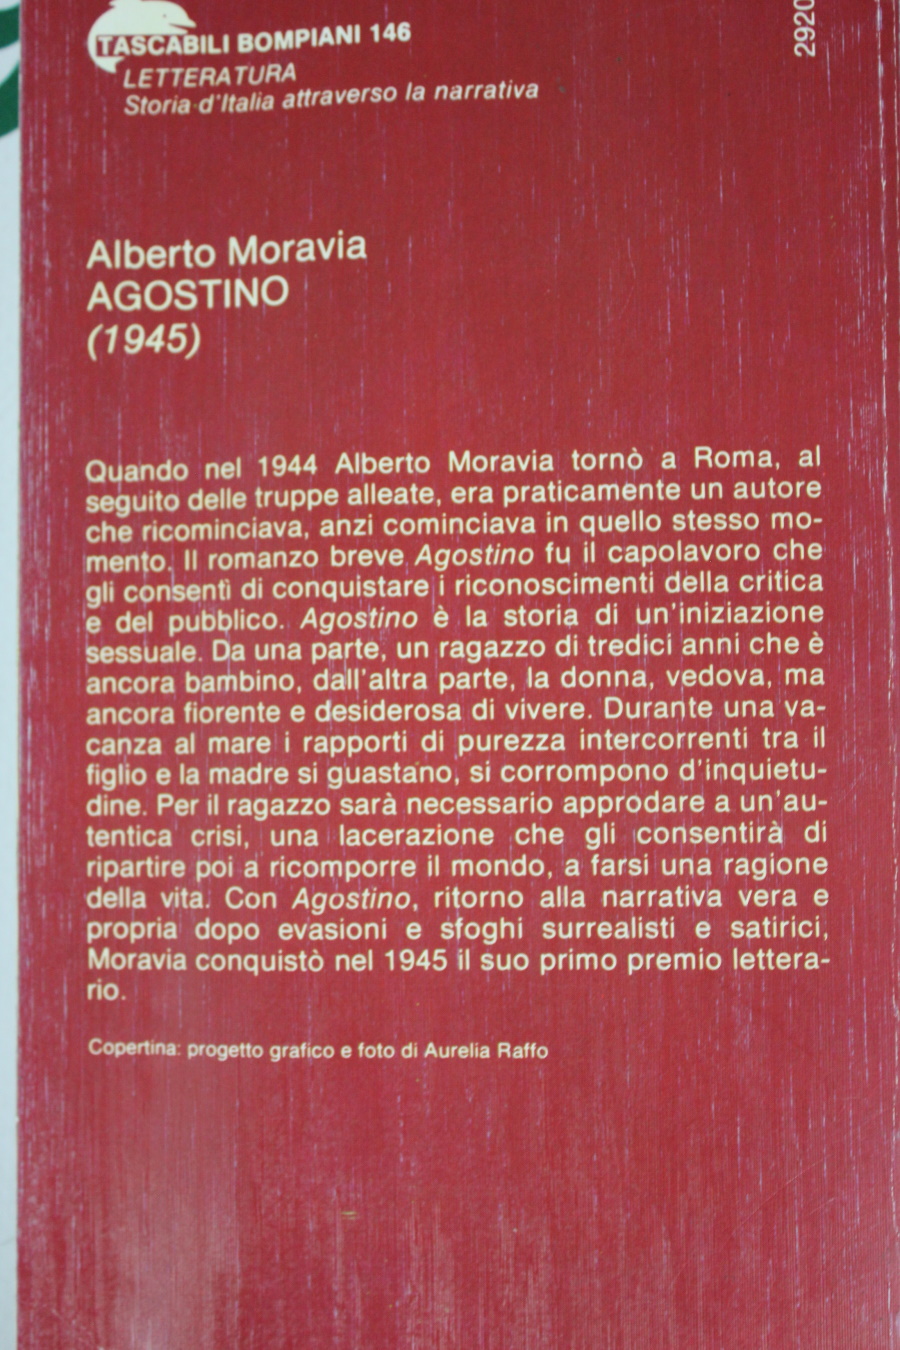 TASCABILI BOMPIANI 146
LETTERATURA
Storia d'Italia attraverso la narrativa
2920
Alberto Moravia
AGOSTINO
(1945)
Quando nel 1944 Alberto Moravia tornò a Roma, al
seguito delle truppe alleate, era praticamente un autore
che ricominciava, anzi cominciava in quello stesso mo-
mento. Il romanzo breve Agostino fu il capolavoro che
gli consentì di conquistare i riconoscimenti della critica
e del pubblico. Agostino è la storia di un'iniziazione
sessuale. Da una parte, un ragazzo di tredici anni che è
ancora bambino, dall'altra parte, la donna, vedova, ma
ancora fiorente e desiderosa di vivere. Durante una va-
canza al mare i rapporti di purezza intercorrenti tra il
figlio e la madre si guastano, si corrompono d'inquietu-
dine. Per il ragazzo sarà necessario approdare a un'au-
tentica crisi, una lacerazione che gli consentirà di
ripartire poi a ricomporre il mondo, a farsi una ragione
della vita. Con Agostino, ritorno alla narrativa vera e
propria dopo evasioni e sfoghi surrealisti e satirici,
Moravia conquistò nel 1945 il suo primo premio lettera-
rio.
Copertina: progetto grafico e foto di Aurelia Raffo